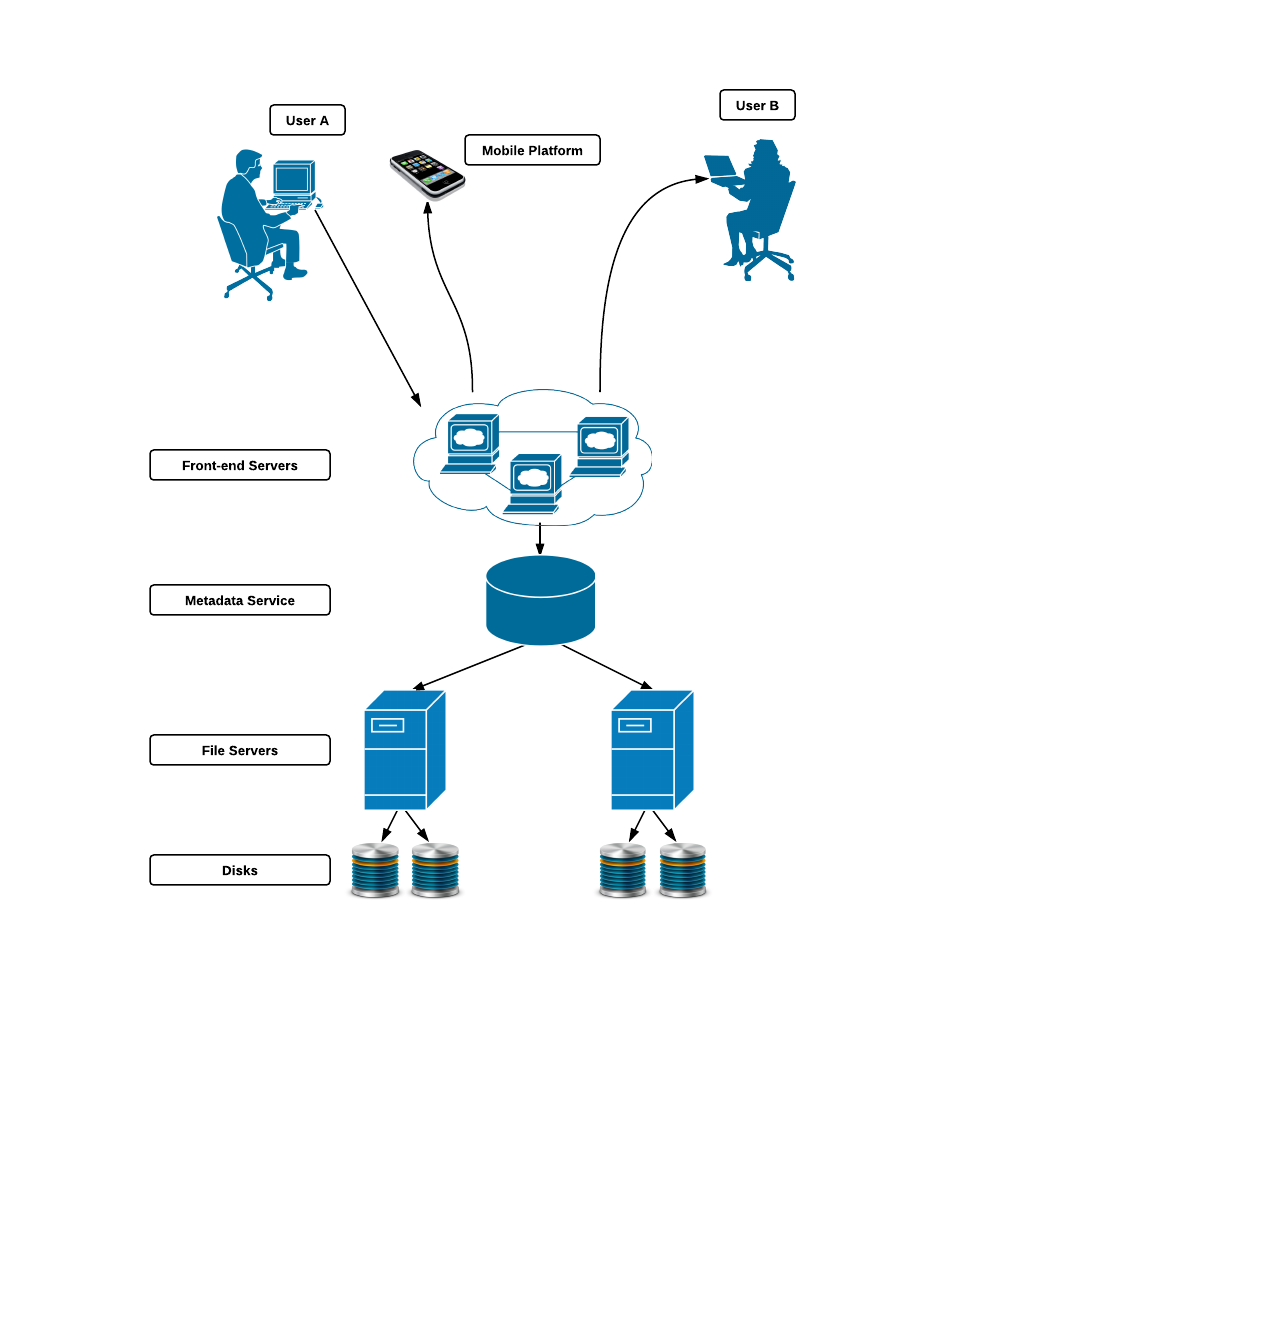 User B
User A
Mobile Platform
Front-end Servers
Metadata Service
File Servers
Disks